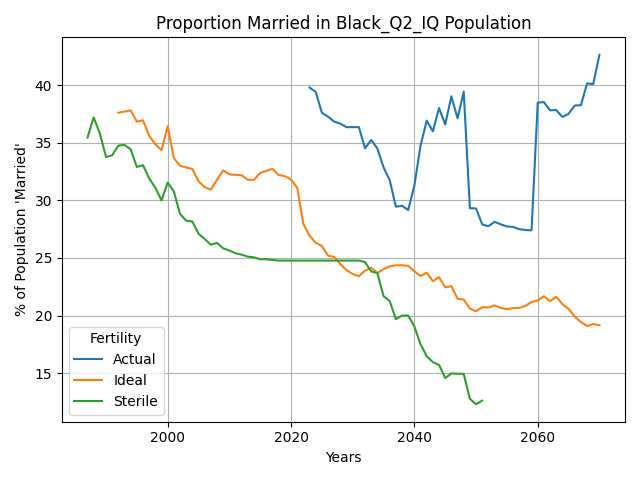 Proportion Married in Black_Q2_IQ Population
% of Population 'Married'
40
35
30
25
20
15
Fertility
Actual
Ideal
Sterile
2000
2020
2040
2060
Years